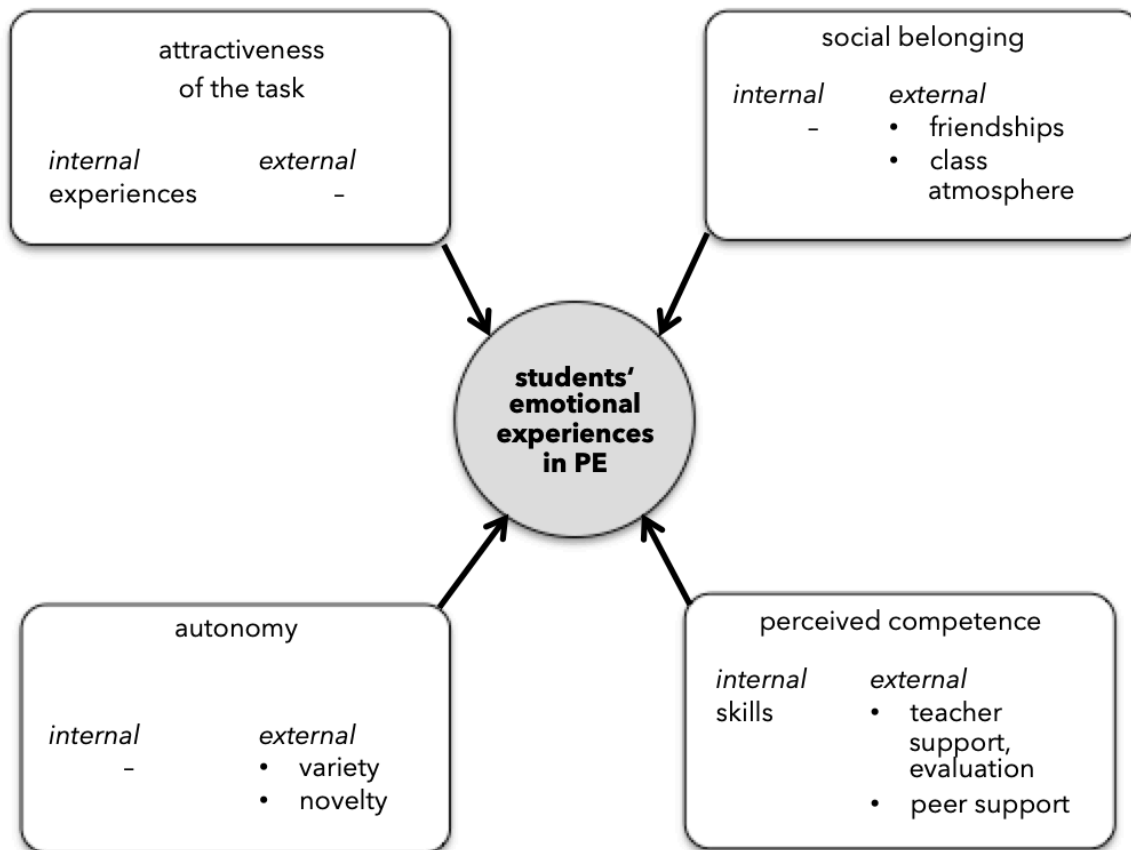 attractiveness
of the task
internal external
experiences –
social belonging
internal external
– • friendships
• class
atmosphere
students‘
emotional
experiences
in PE
autonomy
internal external
– • variety
• novelty
perceived competence
internal external
skills • teacher
support,
evaluation
• peer support